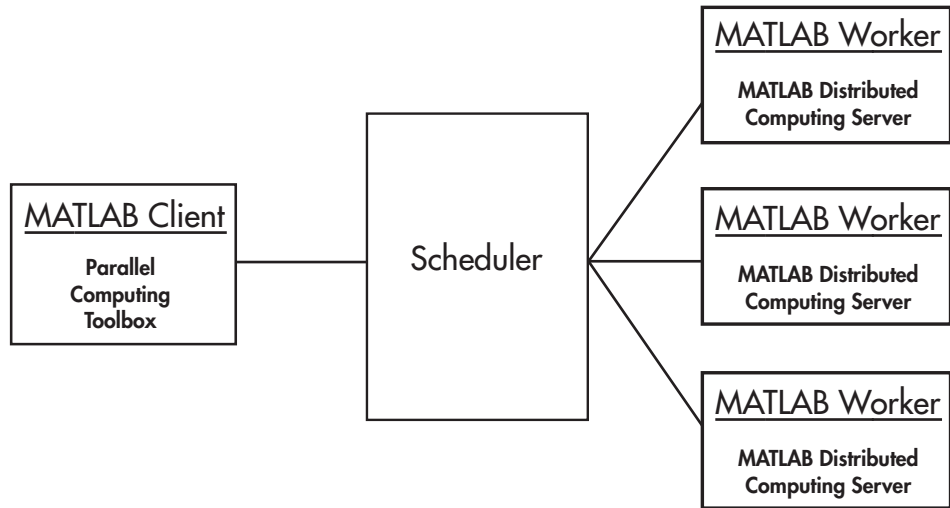 MATLAB Client
Parallel
Computing
Toolbox
Scheduler
MATLAB Worker
MATLAB Distributed
Computing Server
MATLAB Worker
MATLAB Distributed
Computing Server
MATLAB Worker
MATLAB Distributed
Computing Server